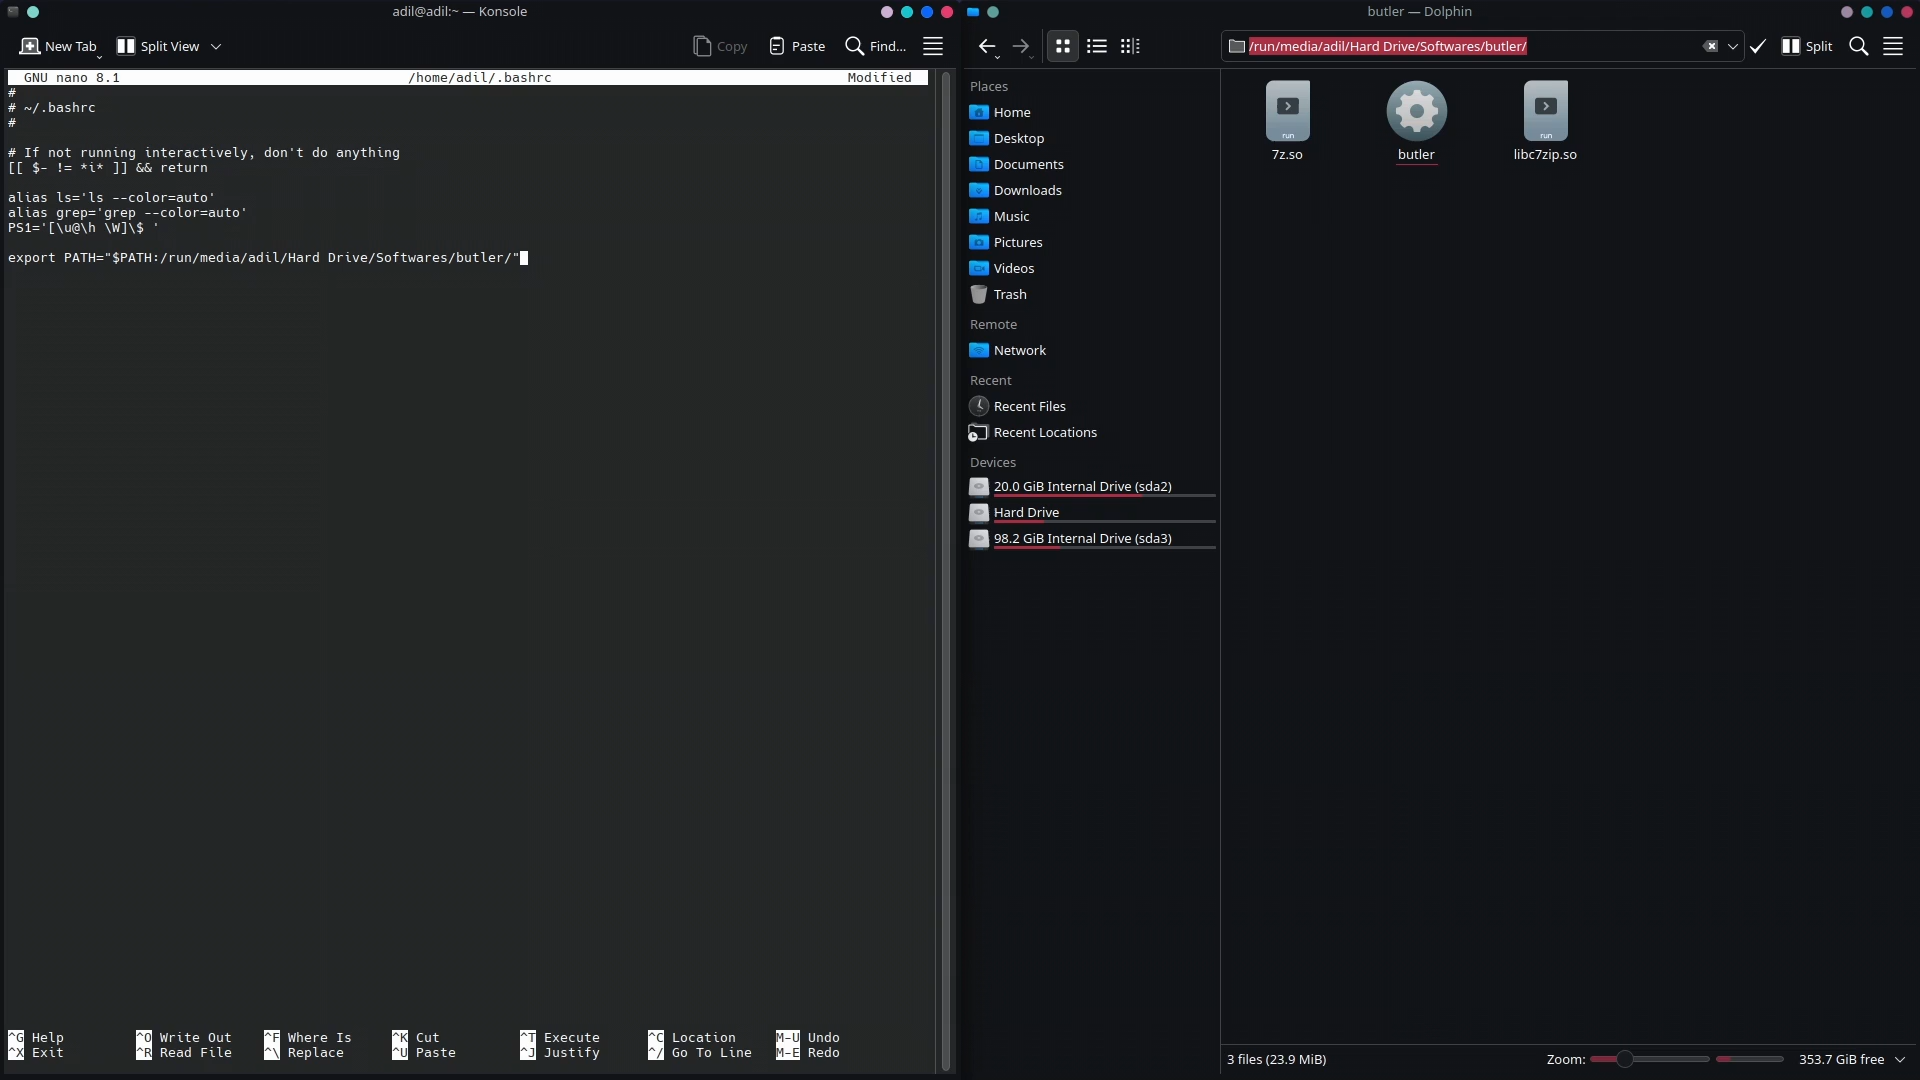 adil@adil:~ — Konsole
New Tab
Split View
Copy
Paste
Find...
GNU nano 8.1
/home/adil/.bashrc
Modified
#
# ~/.bashrc
#
# If not running interactively, don't do anything
[[ $- != *i* ]] && return
alias ls='ls --color=auto'
alias grep='grep --color=auto'
PS1='[\u@\h \W]\$ '
export PATH="$PATH:/run/media/adil/Hard Drive/Softwares/butler/"
^G Help
^O Write Out
^F Where Is
^K Cut
^T Execute
^C Location
M-U Undo
^X Exit
^R Read File
^\ Replace
^U Paste
^J Justify
^/ Go To Line
M-E Redo
butler — Dolphin
/run/media/adil/Hard Drive/Softwares/butler/
Split
Places
Home
Desktop
Documents
Downloads
Music
Pictures
Videos
Trash
Remote
Network
Recent
Recent Files
Recent Locations
Devices
20.0 GiB Internal Drive (sda2)
Hard Drive
98.2 GiB Internal Drive (sda3)
run
7z.so
butler
run
libc7zip.so
3 files (23.9 MiB)
Zoom:
353.7 GiB free